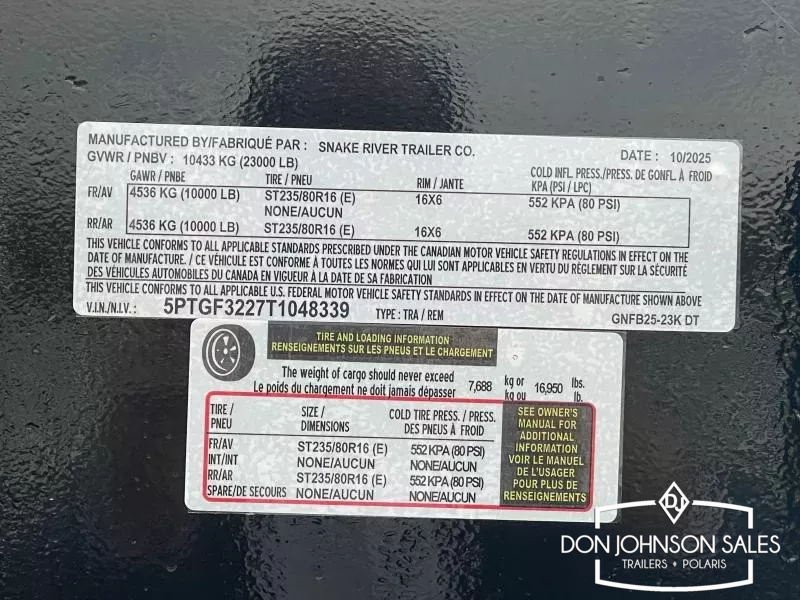 MANUFACTURED BY/FABRIQUÉ PAR : SNAKE RIVER TRAILER CO. DATE : 10/2025
GVWR / PNBV : 10433 KG (23000 LB)
GAWR / PNBE TIRE / PNEU RIM / JANTE COLD INFL. PRESS./PRESS. DE GONFL. À FROID
KPA (PSI / LPC)
FR/AV 4536 KG (10000 LB) ST235/80R16 (E) 16X6 552 KPA (80 PSI)
NONE/AUCUN
RR/AR 4536 KG (10000 LB) ST235/80R16 (E) 16X6 552 KPA (80 PSI)
THIS VEHICLE CONFORMS TO ALL APPLICABLE STANDARDS PRESCRIBED UNDER THE CANADIAN MOTOR VEHICLE SAFETY REGULATIONS IN EFFECT ON THE
DATE OF MANUFACTURE. / CE VÉHICULE EST CONFORME À TOUTES LES NORMES QUI LUI SONT APPLICABLES EN VERTU DU RÈGLEMENT SUR LA SÉCURITÉ
DES VÉHICULES AUTOMOBILES DU CANADA EN VIGUEUR À LA DATE DE SA FABRICATION
THIS VEHICLE CONFORMS TO ALL APPLICABLE U.S. FEDERAL MOTOR VEHICLE SAFETY STANDARDS IN EFFECT ON THE DATE OF MANUFACTURE SHOWN ABOVE
V.I.N./N.I.V. : 5PTGF3227T1048339 TYPE : TRA / REM GNFB25-23K DT
TIRE AND LOADING INFORMATION
RENSEIGNEMENTS SUR LES PNEUS ET LE CHARGEMENT
The weight of cargo should never exceed
Le poids du chargement ne doit jamais dépasser 7,688 kg or kg ou 16,950 lbs. lb.
TIRE / PNEU SIZE / DIMENSIONS COLD TIRE PRESS. / PRESS. DES PNEUS À FROID
FR/AV ST235/80R16 (E) 552 KPA (80 PSI)
INT/INT NONE/AUCUN NONE/AUCUN
RR/AR ST235/80R16 (E) 552 KPA (80 PSI)
SPARE/DE SECOURS NONE/AUCUN NONE/AUCUN
SEE OWNER'S
MANUAL FOR
ADDITIONAL
INFORMATION
VOIR LE MANUEL
DE L'USAGER
POUR PLUS DE
RENSEIGNEMENTS
DJ
DON JOHNSON SALES
TRAILERS ♦ POLARIS